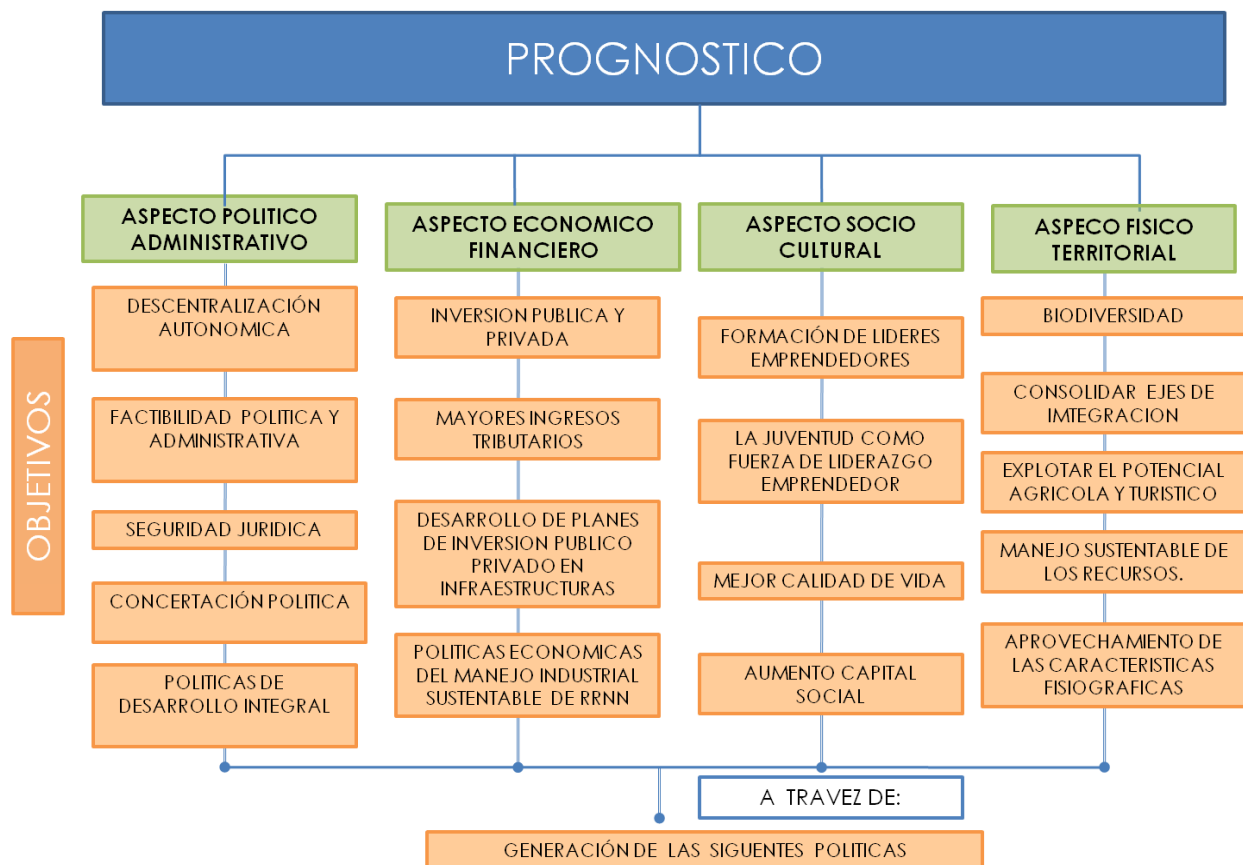 PROGNOSTICO
OBJETIVOS
ASPECTO POLITICO
ADMINISTRATIVO
DESCENTRALIZACIÓN
AUTONOMICA
FACTIBILIDAD POLITICA Y
ADMINISTRATIVA
SEGURIDAD JURIDICA
CONCERTACIÓN POLITICA
POLITICAS DE
DESARROLLO INTEGRAL
ASPECTO ECONOMICO
FINANCIERO
INVERSION PUBLICA Y
PRIVADA
MAYORES INGRESOS
TRIBUTARIOS
DESARROLLO DE PLANES
DE INVERSION PUBLICO
PRIVADO EN
INFRAESTRUCTURAS
POLITICAS ECONOMICAS
DEL MANEJO INDUSTRIAL
SUSTENTABLE DE RRNN
ASPECTO SOCIO
CULTURAL
FORMACIÓN DE LIDERES
EMPRENDEDORES
LA JUVENTUD COMO
FUERZA DE LIDERAZGO
EMPRENDEDOR
MEJOR CALIDAD DE VIDA
AUMENTO CAPITAL
SOCIAL
ASPECO FISICO
TERRITORIAL
BIODIVERSIDAD
CONSOLIDAR EJES DE
IMTEGRACION
EXPLOTAR EL POTENCIAL
AGRICOLA Y TURISTICO
MANEJO SUSTENTABLE DE
LOS RECURSOS.
APROVECHAMIENTO DE
LAS CARACTERISTICAS
FISIOGRAFICAS
A TRAVEZ DE:
GENERACIÓN DE LAS SIGUENTES POLITICAS